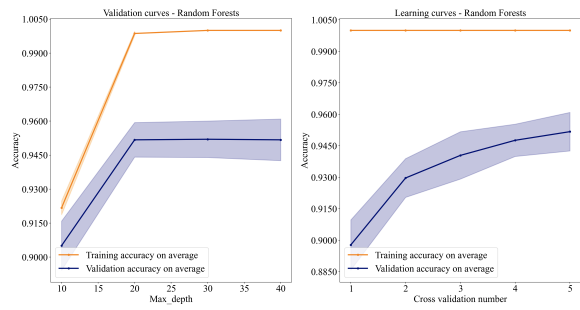 Validation curves - Random Forests
1.0050
0.9900
0.9750
0.9600
0.9450
0.9300
0.9150
0.9000
Accuracy
Training accuracy on average
Validation accuracy on average
10
15
20
25
30
35
40
Max_depth
Learning curves - Random Forests
1.0050
0.9900
0.9750
0.9600
0.9450
0.9300
0.9150
0.9000
0.8850
Accuracy
Training accuracy on average
Validation accuracy on average
1
2
3
4
5
Cross validation number